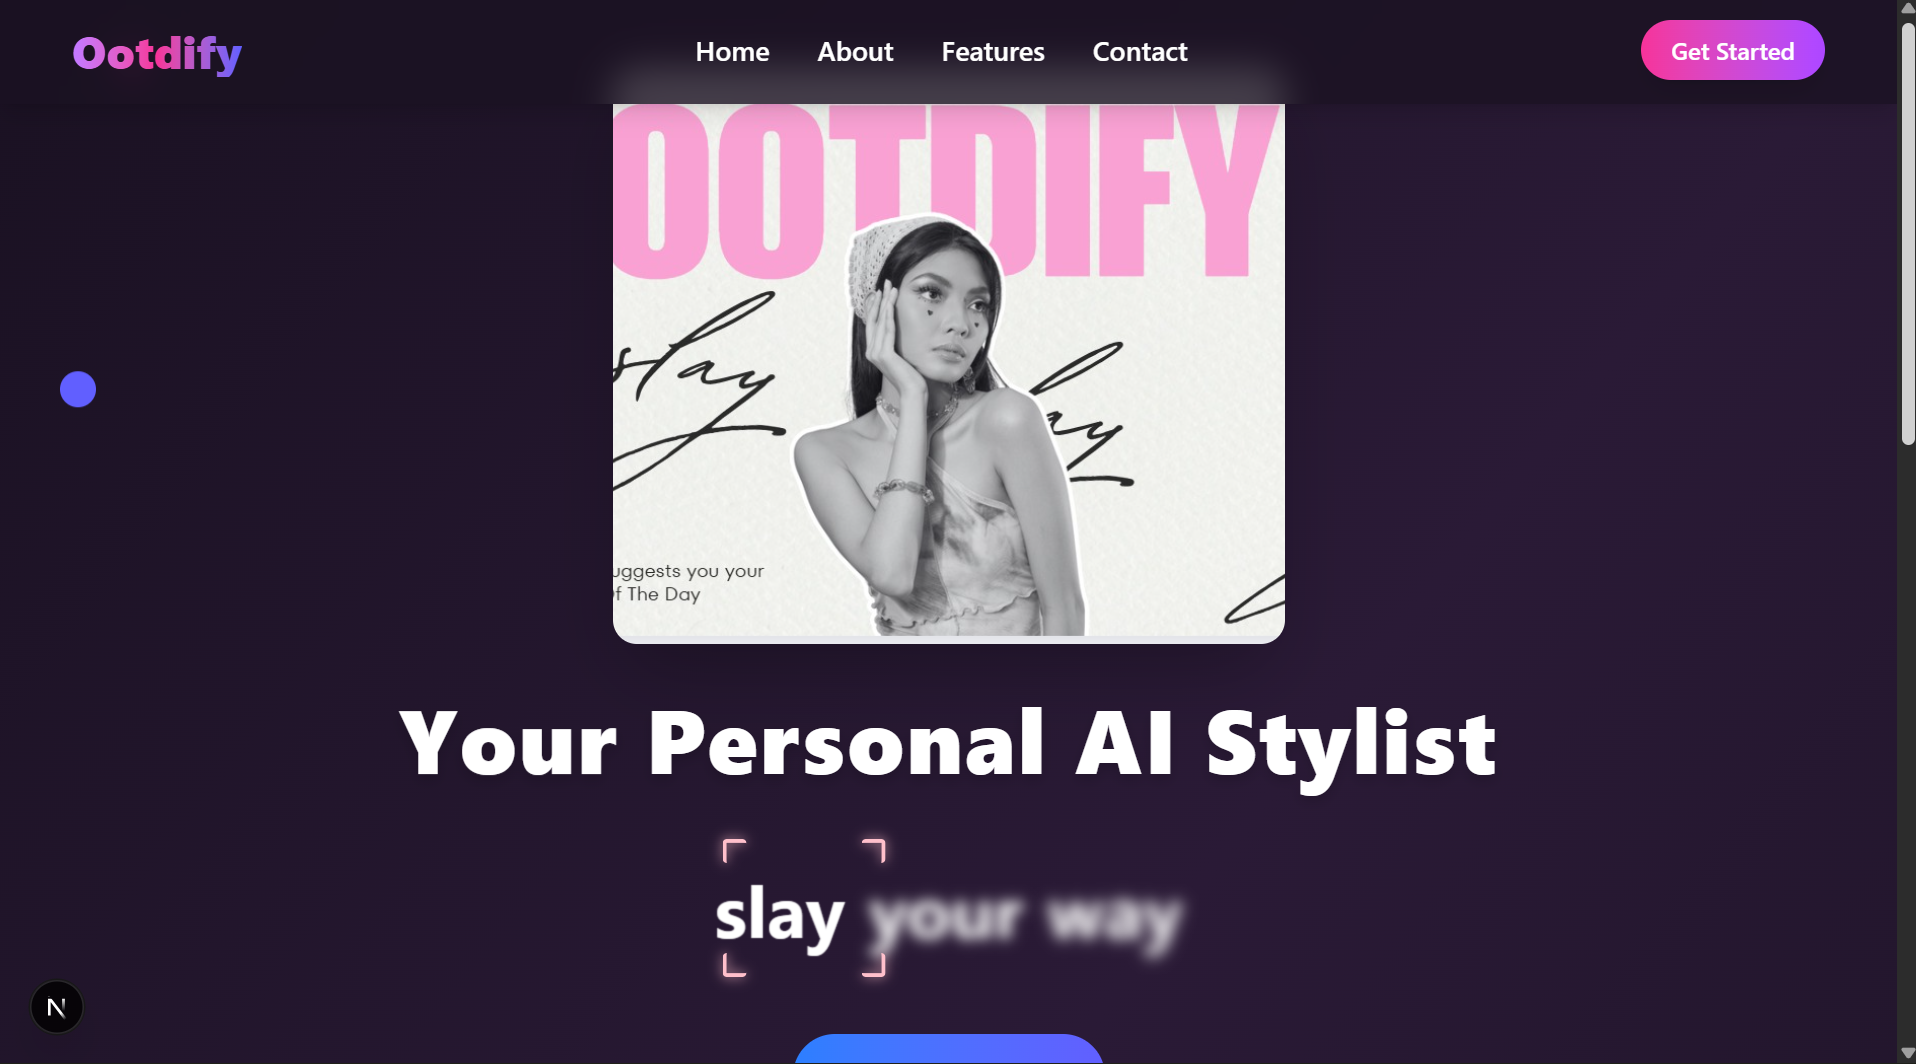 Ootdify
Home About Features Contact
Get Started
OOTDIFY
slay
slay
uggests you your
Of The Day
Your Personal AI Stylist
slay your way
N